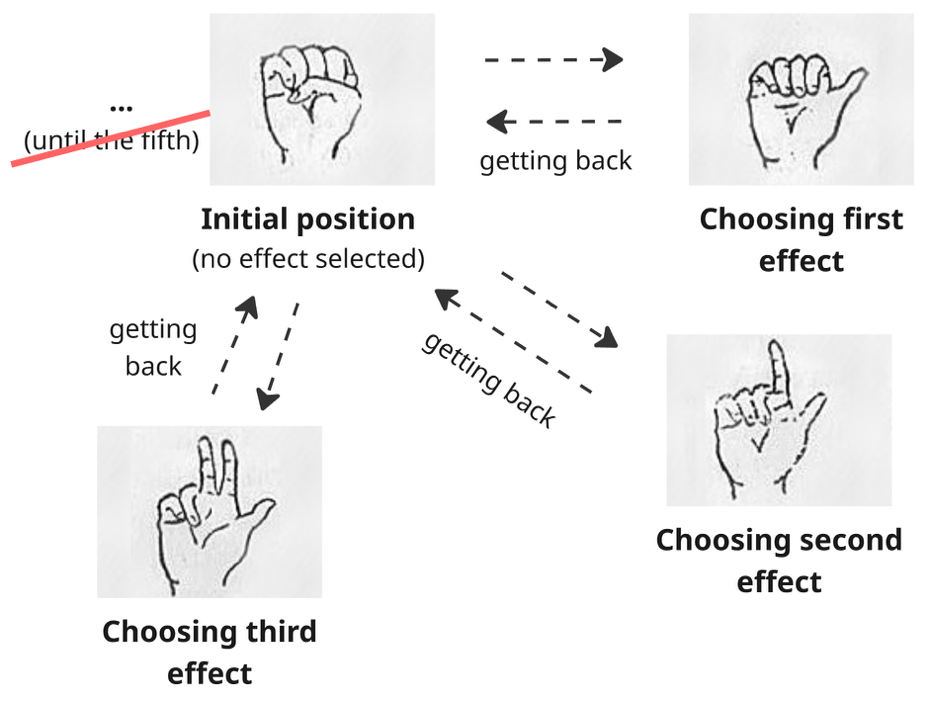 ...
(until the fifth)
getting back
Initial position
(no effect selected)
Choosing first
effect
getting
back
getting back
Choosing second
effect
Choosing third
effect